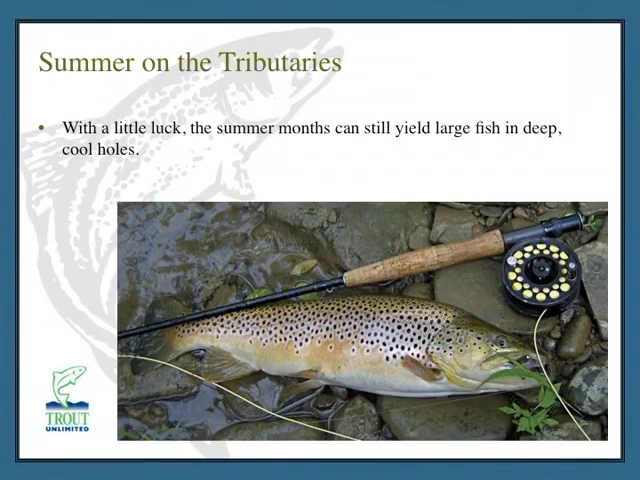 Summer on the Tributaries
• With a little luck, the summer months can still yield large fish in deep,
cool holes.
TROUT
UNLIMITED